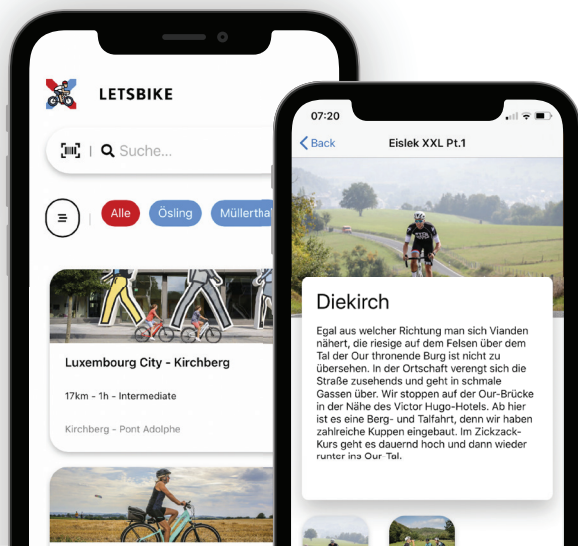 LETSBIKE
Suche...
Alle
Ösling
Müllertha
Luxembourg City - Kirchberg
17km - 1h - Intermediate
Kirchberg - Pont Adolphe
07:20
Back
Eislek XXL Pt.1
Diekirch
Egal aus welcher Richtung man sich Vianden
nähert, die riesige auf dem Felsen über dem
Tal der Our thronende Burg ist nicht zu
übersehen. In der Ortschaft verengt sich die
Straße zusehends und geht in schmale
Gassen über. Wir stoppen auf der Our-Brücke
in der Nähe des Victor Hugo-Hotels. Ab hier
ist es eine Berg- und Talfahrt, denn wir haben
zahlreiche Kuppen eingebaut. Im Zickzack-
Kurs geht es dauernd hoch und dann wieder
runter ins Our-Tal.